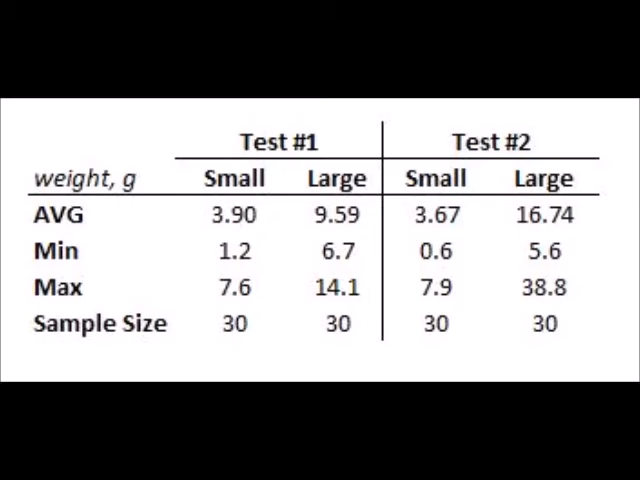 Test #1 Test #2
weight, g Small Large Small Large
AVG 3.90 9.59 3.67 16.74
Min 1.2 6.7 0.6 5.6
Max 7.6 14.1 7.9 38.8
Sample Size 30 30 30 30